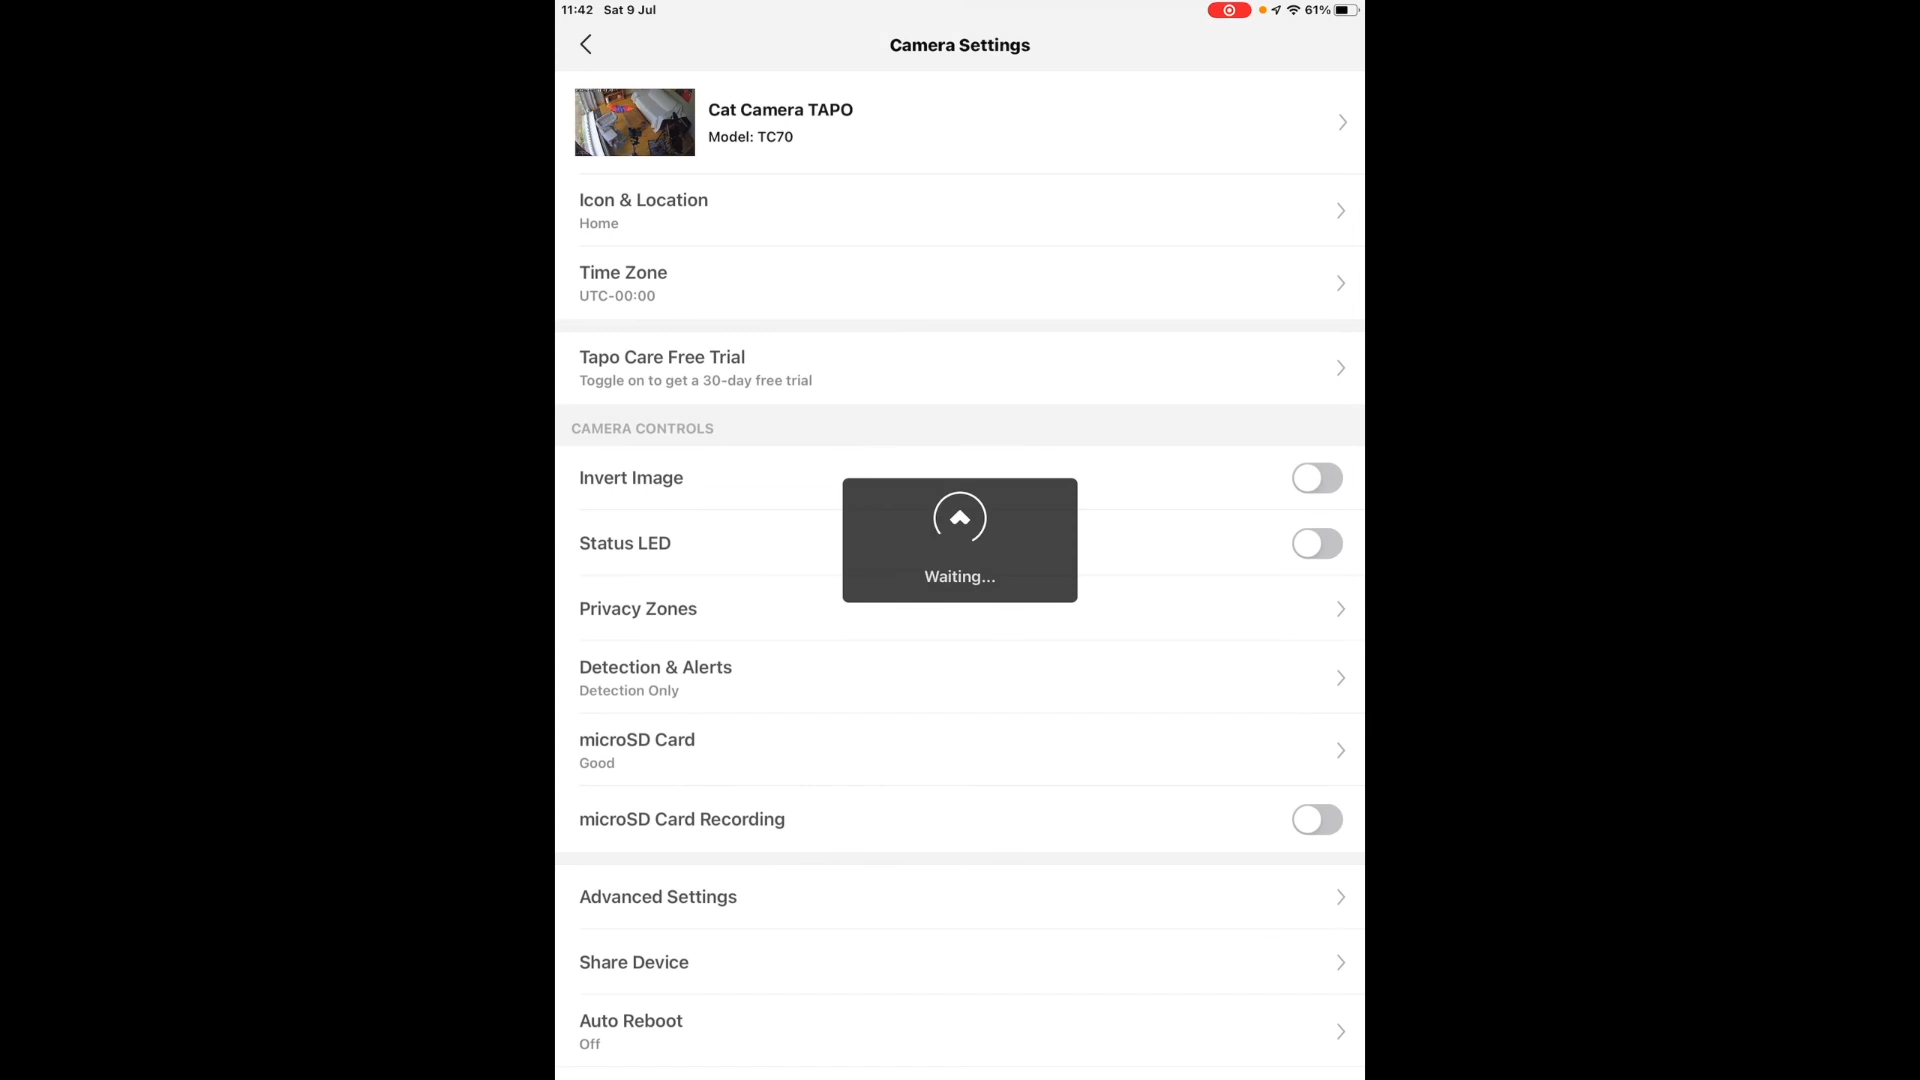 11:42 Sat 9 Jul 61%
Camera Settings
Cat Camera TAPO
Model: TC70
Icon & Location
Home
Time Zone
UTC-00:00
Tapo Care Free Trial
Toggle on to get a 30-day free trial
CAMERA CONTROLS
Invert Image
Status LED
Waiting...
Privacy Zones
Detection & Alerts
Detection Only
microSD Card
Good
microSD Card Recording
Advanced Settings
Share Device
Auto Reboot
Off